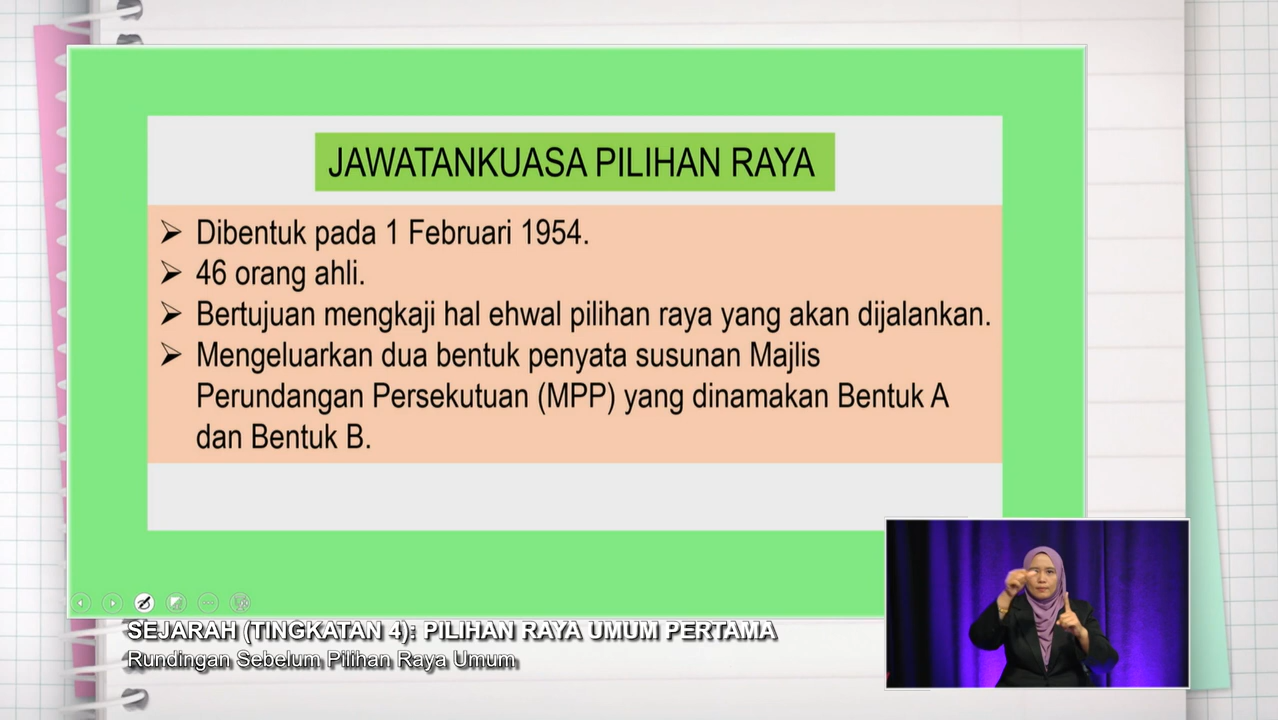 JAWATANKUASA PILIHAN RAYA
➢ Dibentuk pada 1 Februari 1954.
➢ 46 orang ahli.
➢ Bertujuan mengkaji hal ehwal pilihan raya yang akan dijalankan.
➢ Mengeluarkan dua bentuk penyata susunan Majlis
Perundangan Persekutuan (MPP) yang dinamakan Bentuk A
dan Bentuk B.
SEJARAH (TINGKATAN 4): PILIHAN RAYA UMUM PERTAMA
Rundingan Sebelum Pilihan Raya Umum